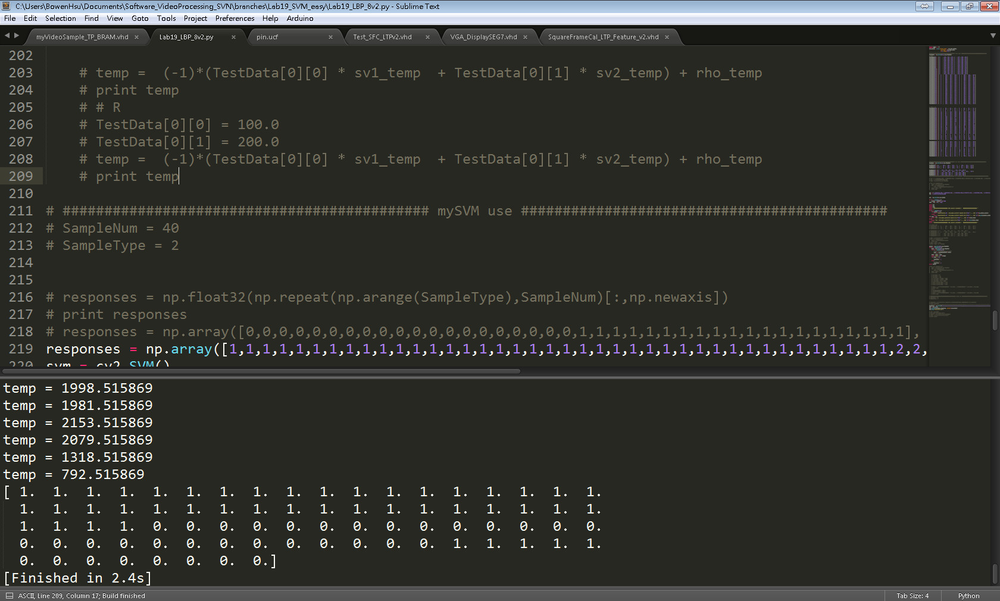 C:\Users\BowenHsu\Documents\Software_VideoProcessing_SVN\branches\Lab19_SVM_easy\Lab19_LBP_8v2.py - Sublime Text
File Edit Selection Find View Goto Tools Project Preferences Help Arduino
myVideoSample_TP_BRAM.vhd Lab19_LBP_8v2.py pin.ucf Test_SFC_LTPv2.vhd VGA_DisplaySEG7.vhd SquareFrameCal_LTP_Feature_v2.vhd
202
203 # temp =  (-1)*(TestData[0][0] * sv1_temp  + TestData[0][1] * sv2_temp) + rho_temp
204 # print temp
205 # # R
206 # TestData[0][0] = 100.0
207 # TestData[0][1] = 200.0
208 # temp =  (-1)*(TestData[0][0] * sv1_temp  + TestData[0][1] * sv2_temp) + rho_temp
209 # print temp
210
211 # ############################################ mySVM use ############################################
212 # SampleNum = 40
213 # SampleType = 2
214
215
216 # responses = np.float32(np.repeat(np.arange(SampleType),SampleNum)[:,np.newaxis])
217 # print responses
218 # responses = np.array([0,0,0,0,0,0,0,0,0,0,0,0,0,0,0,0,0,0,0,0,1,1,1,1,1,1,1,1,1,1,1,1,1,1,1,1,1,1,1,1],
219 responses = np.array([1,1,1,1,1,1,1,1,1,1,1,1,1,1,1,1,1,1,1,1,1,1,1,1,1,1,1,1,1,1,1,1,1,1,1,1,1,1,1,1,2,2,
220 svm = cv2.SVM()
temp = 1998.515869
temp = 1981.515869
temp = 2153.515869
temp = 2079.515869
temp = 1318.515869
temp = 792.515869
[ 1.  1.  1.  1.  1.  1.  1.  1.  1.  1.  1.  1.  1.  1.  1.  1.  1.  1.
1.  1.  1.  1.  1.  1.  1.  1.  1.  1.  1.  1.  1.  1.  1.  1.  1.  1.
1.  1.  1.  1.  0.  0.  0.  0.  0.  0.  0.  0.  0.  0.  0.  0.  0.  0.
0.  0.  0.  0.  0.  0.  0.  0.  0.  0.  0.  0.  0.  1.  1.  1.  1.  1.
0.  0.  0.  0.  0.  0.  0.  0.]
[Finished in 2.4s]
ASCII, Line 209, Column 17; Build finished Tab Size: 4 Python